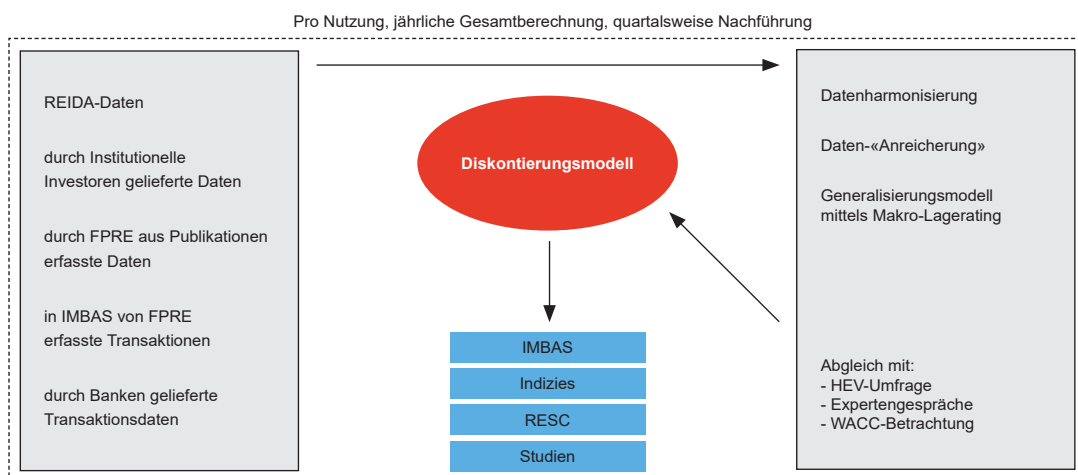 Pro Nutzung, jährliche Gesamtberechnung, quartalsweise Nachführung
REIDA-Daten
durch Institutionelle
Investoren gelieferte Daten
durch FPRE aus Publikationen
erfasste Daten
in IMBAS von FPRE
erfasste Transaktionen
durch Banken gelieferte
Transaktionsdaten
Diskontierungsmodell
IMBAS
Indizies
RESC
Studien
Datenharmonisierung
Daten-«Anreicherung»
Generalisierungsmodell
mittels Makro-Lagerating
Abgleich mit:
- HEV-Umfrage
- Expertengespräche
- WACC-Betrachtung